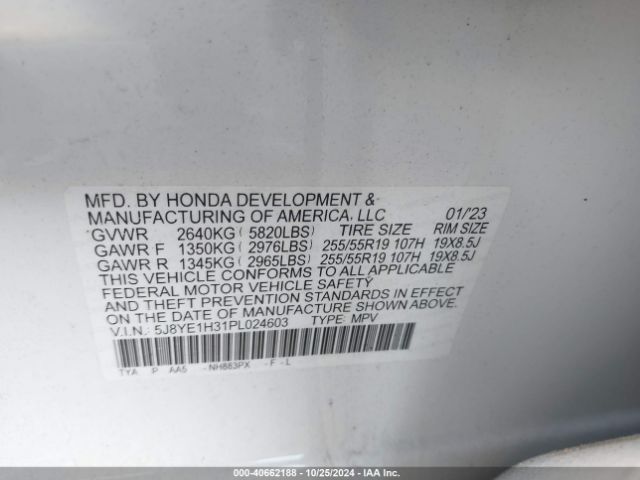 MFD. BY HONDA DEVELOPMENT &
MANUFACTURING OF AMERICA, LLC 01/'23
GVWR 2640KG( 5820LBS) TIRE SIZE RIM SIZE
GAWR F 1350KG( 2976LBS) 255/55R19 107H 19X8.5J
GAWR R 1345KG( 2965LBS) 255/55R19 107H 19X8.5J
THIS VEHICLE CONFORMS TO ALL APPLICABLE
FEDERAL MOTOR VEHICLE SAFETY
AND THEFT PREVENTION STANDARDS IN EFFECT
ON THE DATE OF MANUFACTURE SHOWN ABOVE.
V.I.N.: 5J8YE1H31PL024603 TYPE: MPV
TYA P AA5 -NH883PX -F-L
000-40662188 - 10/25/2024 - IAA Inc.